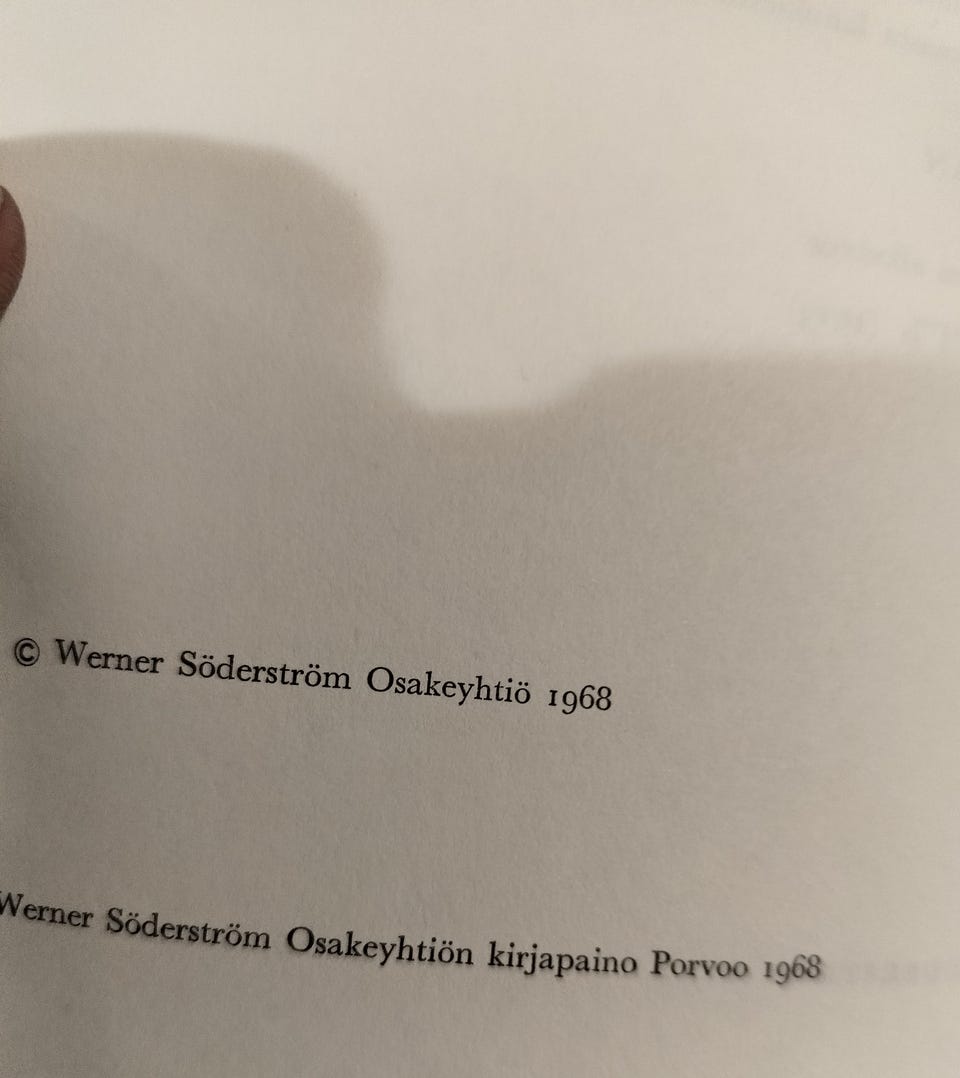 © Werner Söderström Osakeyhtiö 1968
Werner Söderström Osakeyhtiön kirjapaino Porvoo 1968